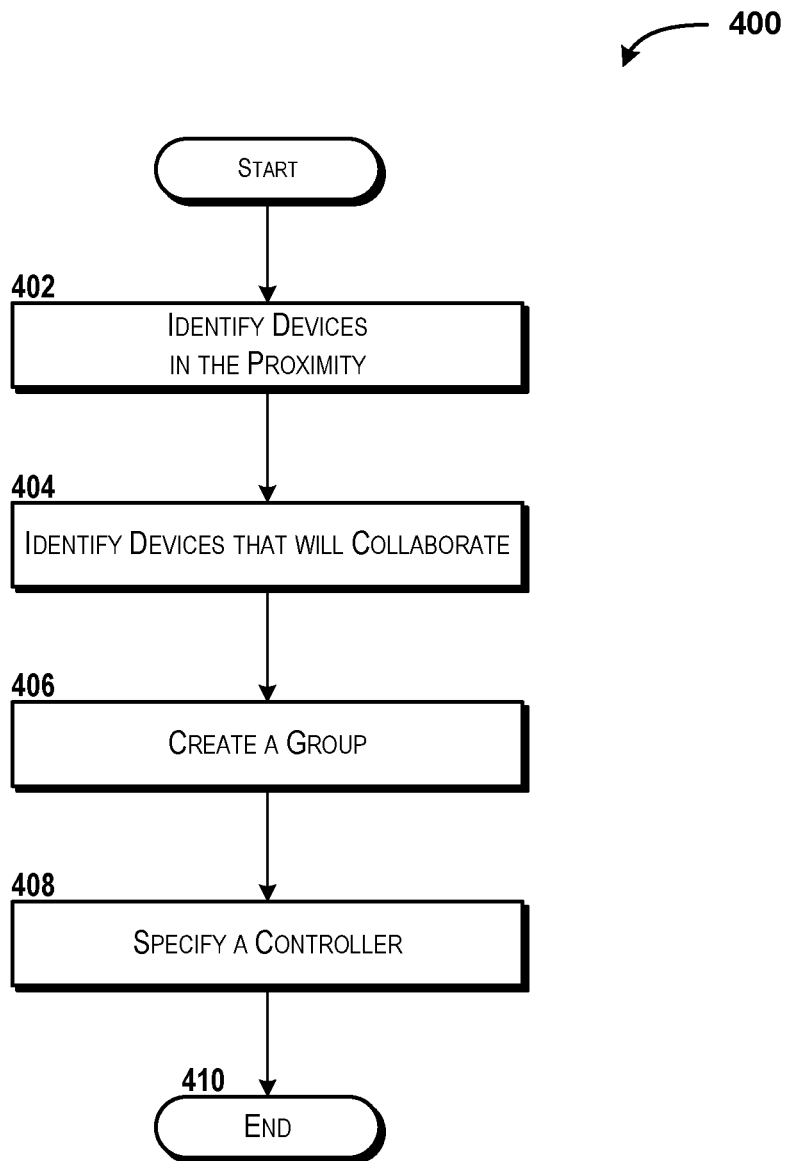 400
START
402
IDENTIFY DEVICES
IN THE PROXIMITY
404
IDENTIFY DEVICES THAT WILL COLLABORATE
406
CREATE A GROUP
408
SPECIFY A CONTROLLER
410
END